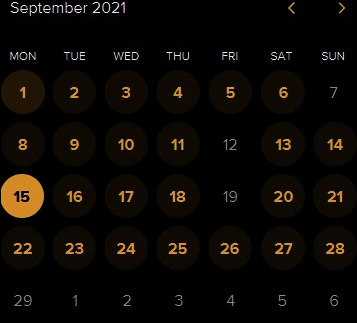 September 2021
MON TUE WED THU FRI SAT SUN
1 2 3 4 5 6 7
8 9 10 11 12 13 14
15 16 17 18 19 20 21
22 23 24 25 26 27 28
29 1 2 3 4 5 6